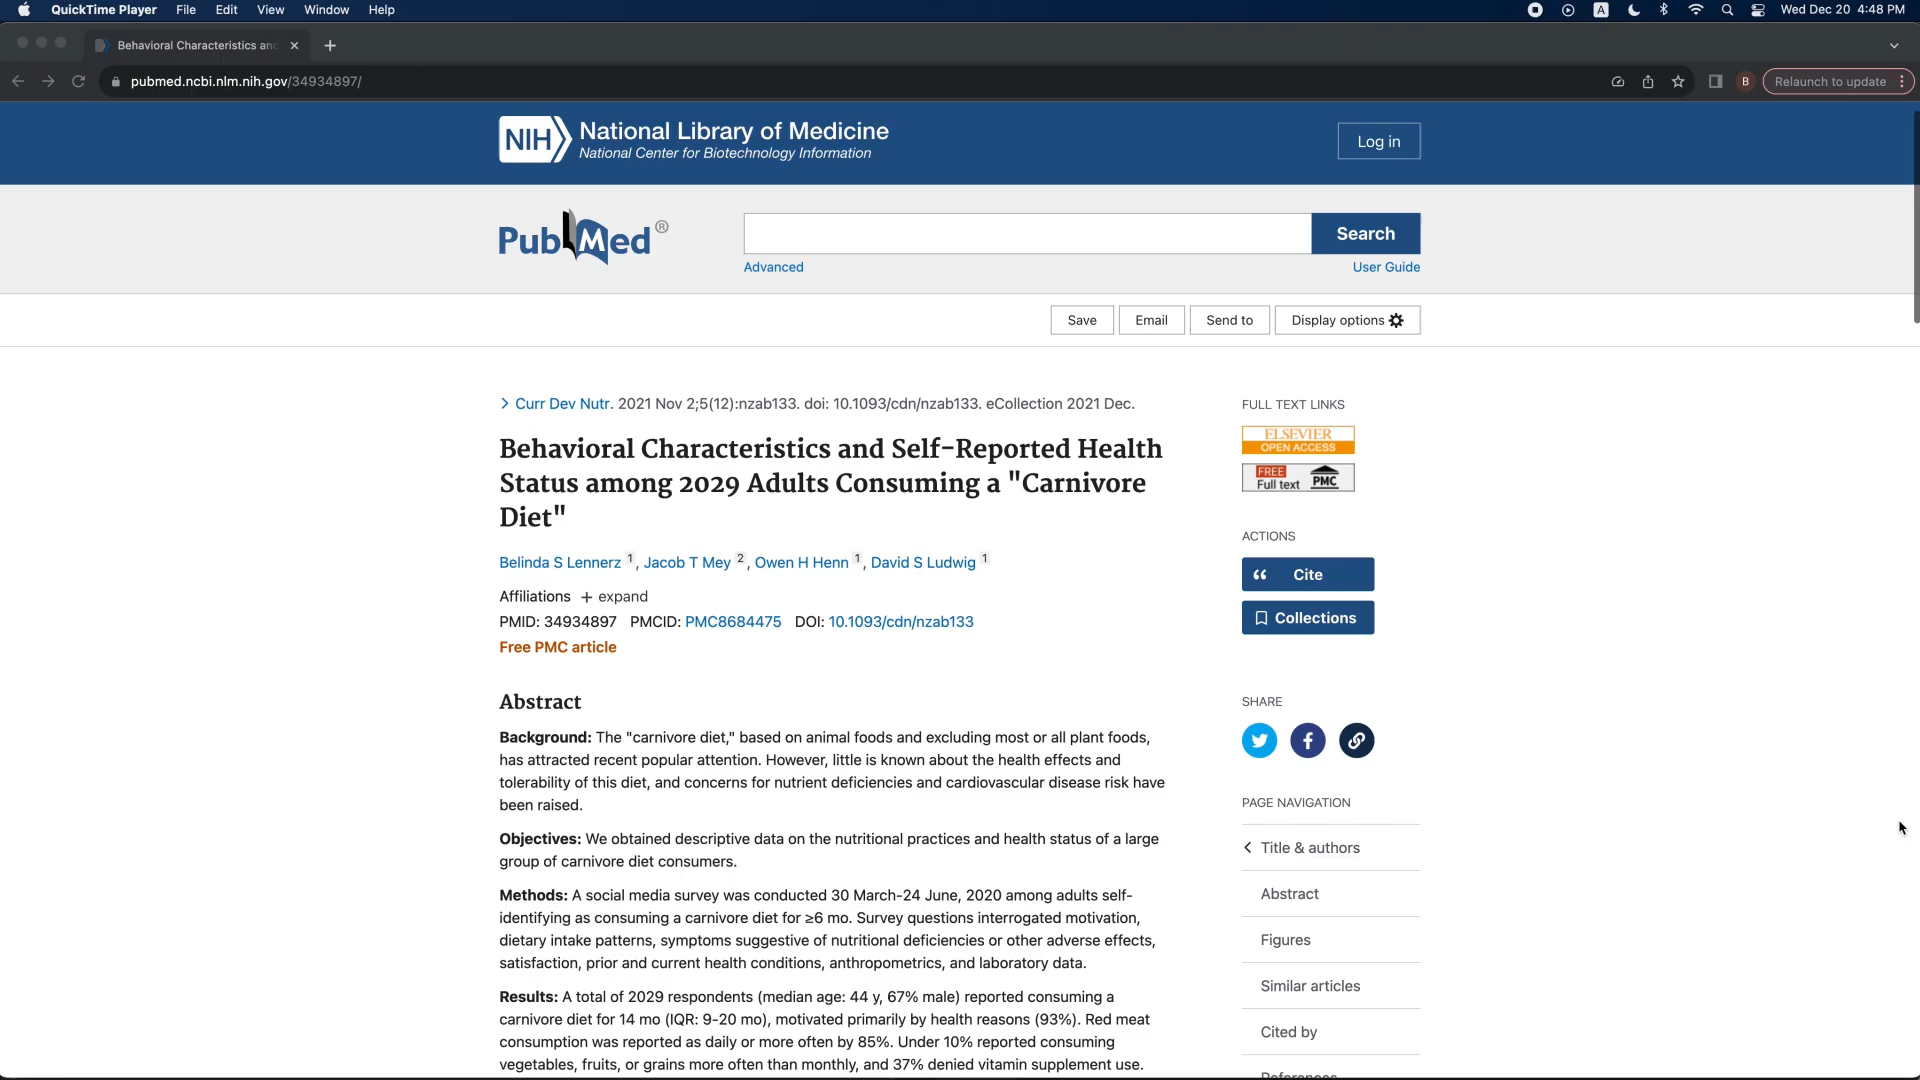 QuickTime Player File Edit View Window Help
A Wed Dec 20 4:48 PM
Behavioral Characteristics and
pubmed.ncbi.nlm.nih.gov/34934897/
B Relaunch to update
NIH National Library of Medicine
National Center for Biotechnology Information
Log in
PubMed®
Search
Advanced
User Guide
Save Email Send to Display options
Curr Dev Nutr. 2021 Nov 2;5(12):nzab133. doi: 10.1093/cdn/nzab133. eCollection 2021 Dec.
Behavioral Characteristics and Self-Reported Health
Status among 2029 Adults Consuming a "Carnivore
Diet"
Belinda S Lennerz 1, Jacob T Mey 2, Owen H Henn 1, David S Ludwig 1
Affiliations + expand
PMID: 34934897 PMCID: PMC8684475 DOI: 10.1093/cdn/nzab133
Free PMC article
Abstract
Background: The "carnivore diet," based on animal foods and excluding most or all plant foods,
has attracted recent popular attention. However, little is known about the health effects and
tolerability of this diet, and concerns for nutrient deficiencies and cardiovascular disease risk have
been raised.
Objectives: We obtained descriptive data on the nutritional practices and health status of a large
group of carnivore diet consumers.
Methods: A social media survey was conducted 30 March-24 June, 2020 among adults self-
identifying as consuming a carnivore diet for ≥6 mo. Survey questions interrogated motivation,
dietary intake patterns, symptoms suggestive of nutritional deficiencies or other adverse effects,
satisfaction, prior and current health conditions, anthropometrics, and laboratory data.
Results: A total of 2029 respondents (median age: 44 y, 67% male) reported consuming a
carnivore diet for 14 mo (IQR: 9-20 mo), motivated primarily by health reasons (93%). Red meat
consumption was reported as daily or more often by 85%. Under 10% reported consuming
vegetables, fruits, or grains more often than monthly, and 37% denied vitamin supplement use.
FULL TEXT LINKS
ELSEVIER
OPEN ACCESS
FREE
Full text PMC
ACTIONS
Cite
Collections
SHARE
PAGE NAVIGATION
Title & authors
Abstract
Figures
Similar articles
Cited by
References